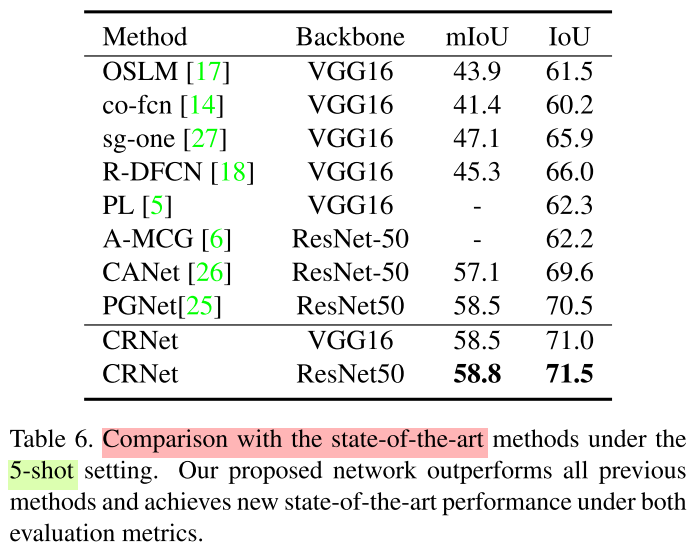 Method Backbone mIoU IoU
OSLM [17] VGG16 43.9 61.5
co-fcn [14] VGG16 41.4 60.2
sg-one [27] VGG16 47.1 65.9
R-DFCN [18] VGG16 45.3 66.0
PL [5] VGG16 - 62.3
A-MCG [6] ResNet-50 - 62.2
CANet [26] ResNet-50 57.1 69.6
PGNet[25] ResNet50 58.5 70.5
CRNet VGG16 58.5 71.0
CRNet ResNet50 58.8 71.5
Table 6. Comparison with the state-of-the-art methods under the
5-shot setting. Our proposed network outperforms all previous
methods and achieves new state-of-the-art performance under both
evaluation metrics.